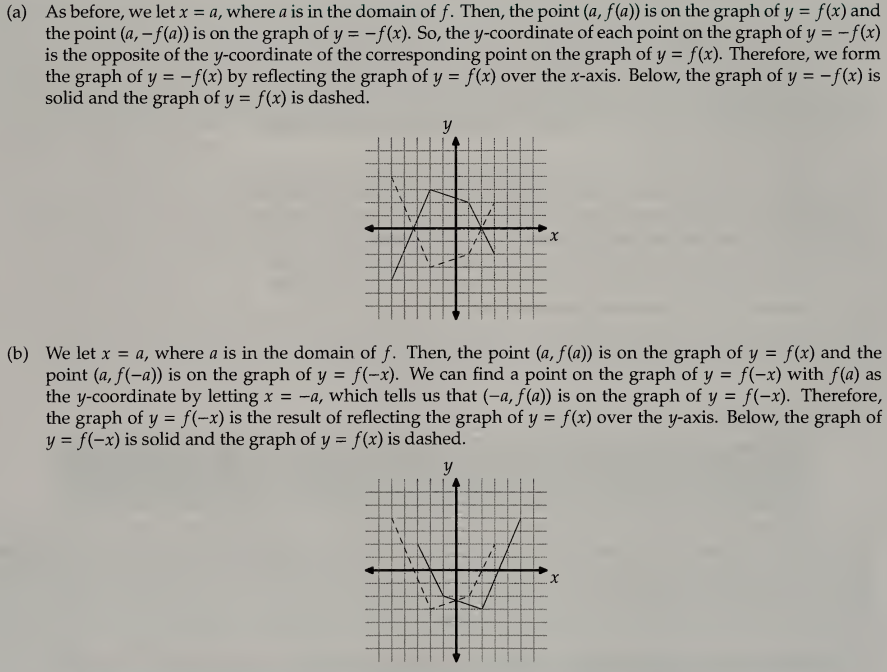 (a) As before, we let x = a, where a is in the domain of f. Then, the point (a, f(a)) is on the graph of y = f(x) and
the point (a, −f(a)) is on the graph of y = −f(x). So, the y-coordinate of each point on the graph of y = −f(x)
is the opposite of the y-coordinate of the corresponding point on the graph of y = f(x). Therefore, we form
the graph of y = −f(x) by reflecting the graph of y = f(x) over the x-axis. Below, the graph of y = −f(x) is
solid and the graph of y = f(x) is dashed.
y
x
(b) We let x = a, where a is in the domain of f. Then, the point (a, f(a)) is on the graph of y = f(x) and the
point (a, f(−a)) is on the graph of y = f(−x). We can find a point on the graph of y = f(−x) with f(a) as
the y-coordinate by letting x = −a, which tells us that (−a, f(a)) is on the graph of y = f(−x). Therefore,
the graph of y = f(−x) is the result of reflecting the graph of y = f(x) over the y-axis. Below, the graph of
y = f(−x) is solid and the graph of y = f(x) is dashed.
y
x